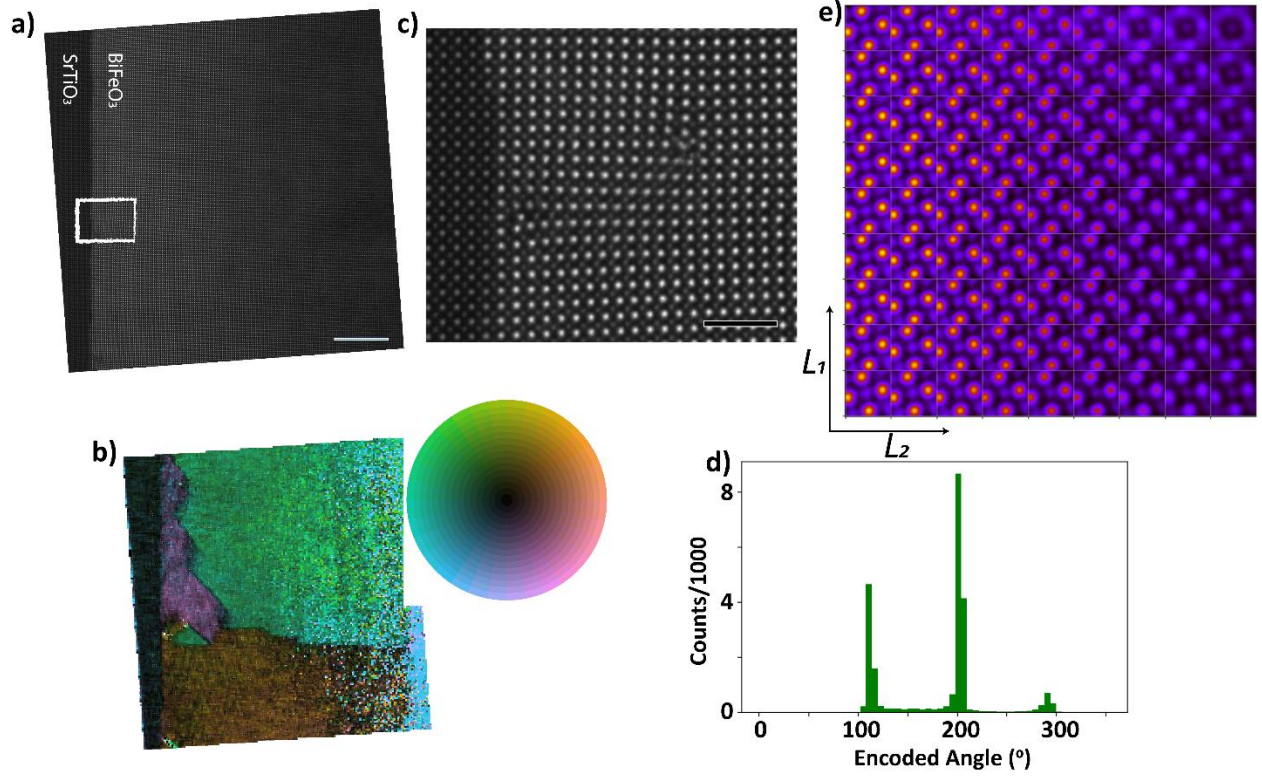 a)
SrTiO₃
BiFeO₃
c)
e)
L₁
L₂
b)
d)
8
4
0
Counts/1000
0
100
200
300
Encoded Angle (º)